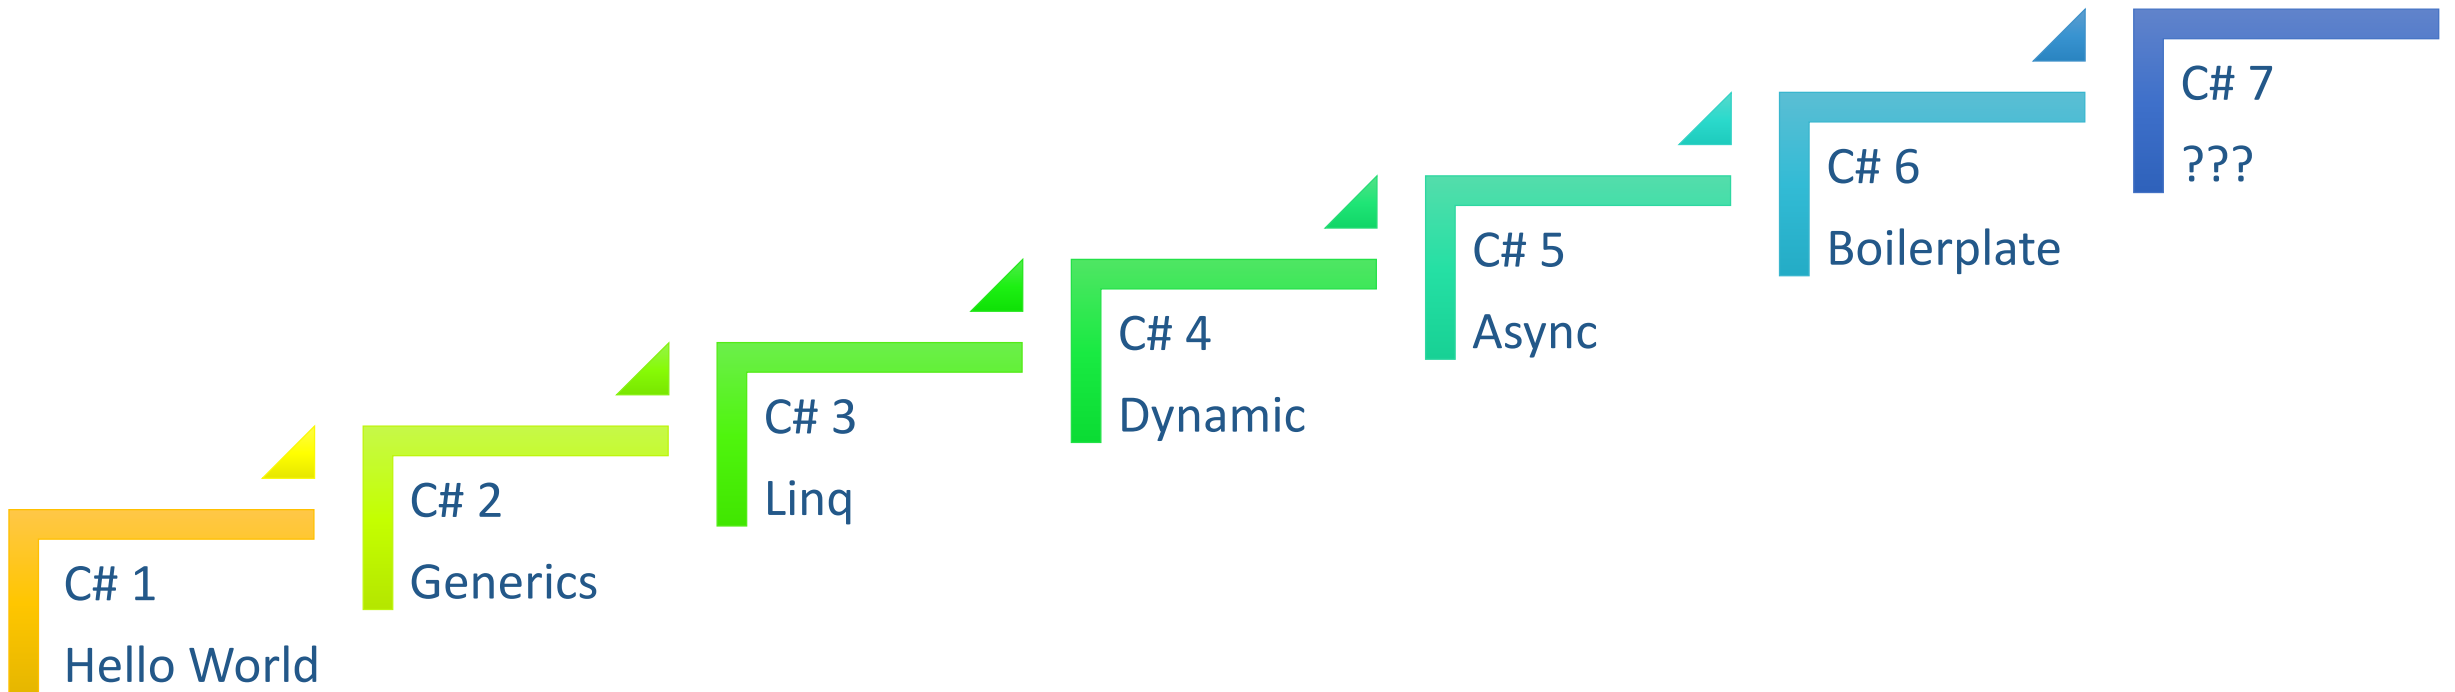 C# 1
Hello World
C# 2
Generics
C# 3
Linq
C# 4
Dynamic
C# 5
Async
C# 6
Boilerplate
C# 7
???